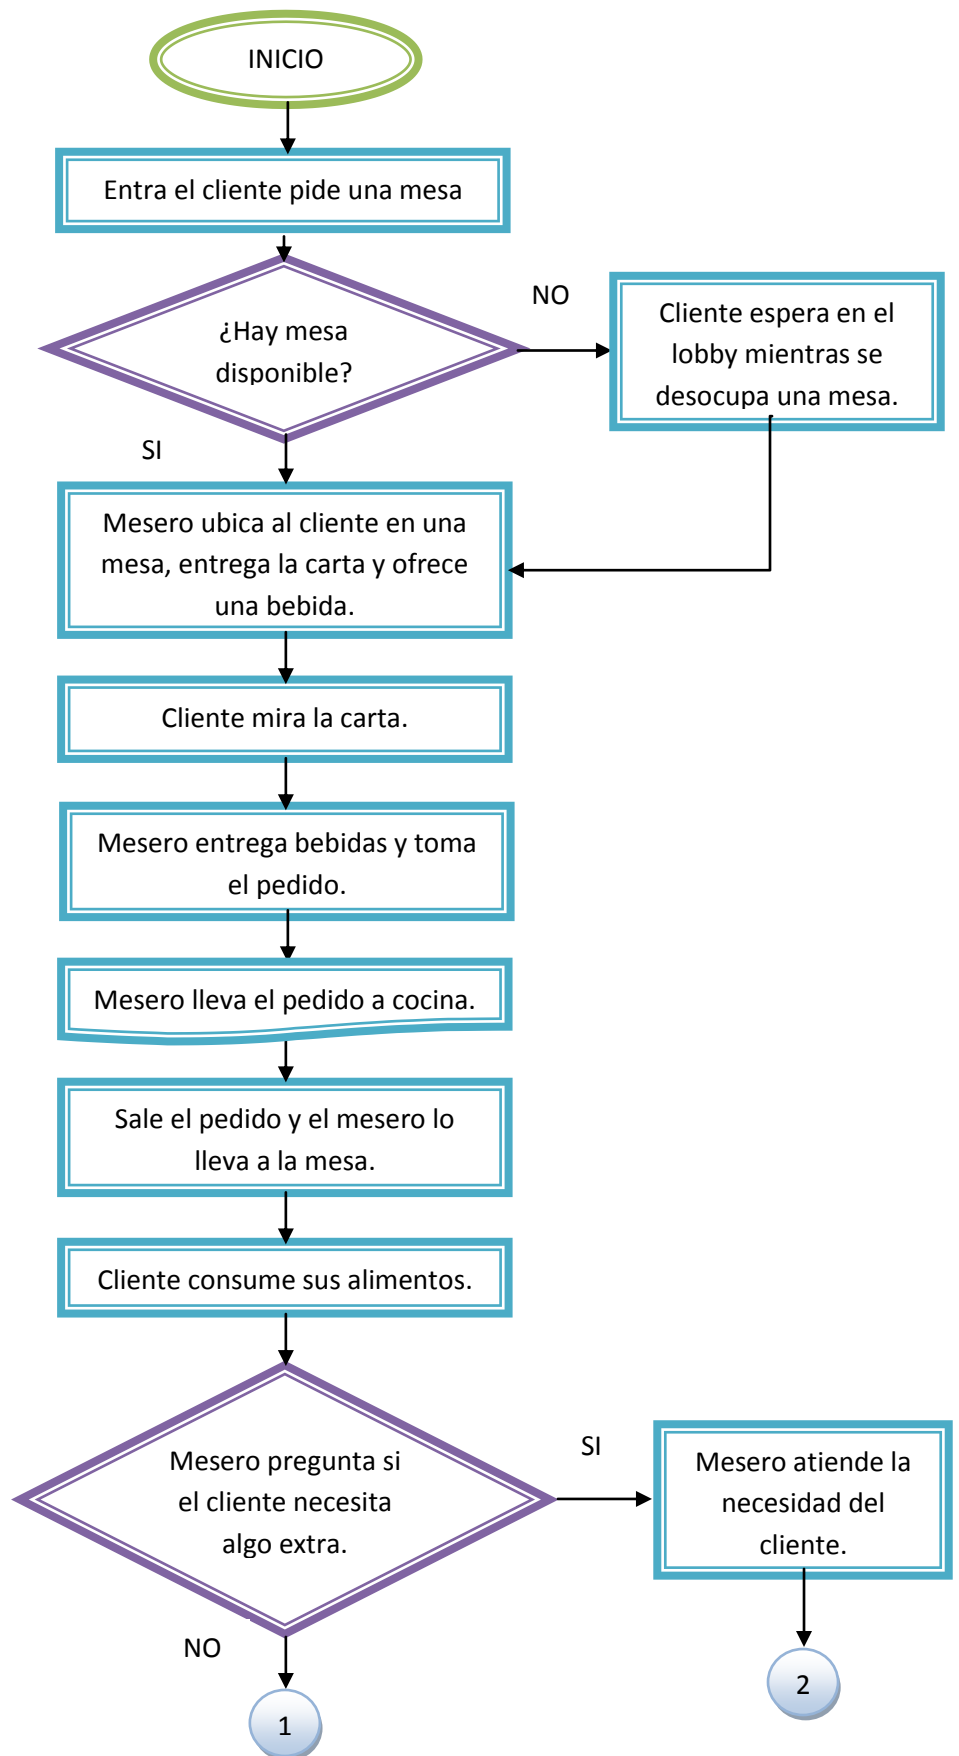 INICIO
Entra el cliente pide una mesa
¿Hay mesa
disponible?
NO
Cliente espera en el
lobby mientras se
desocupa una mesa.
SI
Mesero ubica al cliente en una
mesa, entrega la carta y ofrece
una bebida.
Cliente mira la carta.
Mesero entrega bebidas y toma
el pedido.
Mesero lleva el pedido a cocina.
Sale el pedido y el mesero lo
lleva a la mesa.
Cliente consume sus alimentos.
Mesero pregunta si
el cliente necesita
algo extra.
SI
Mesero atiende la
necesidad del
cliente.
NO
2
1